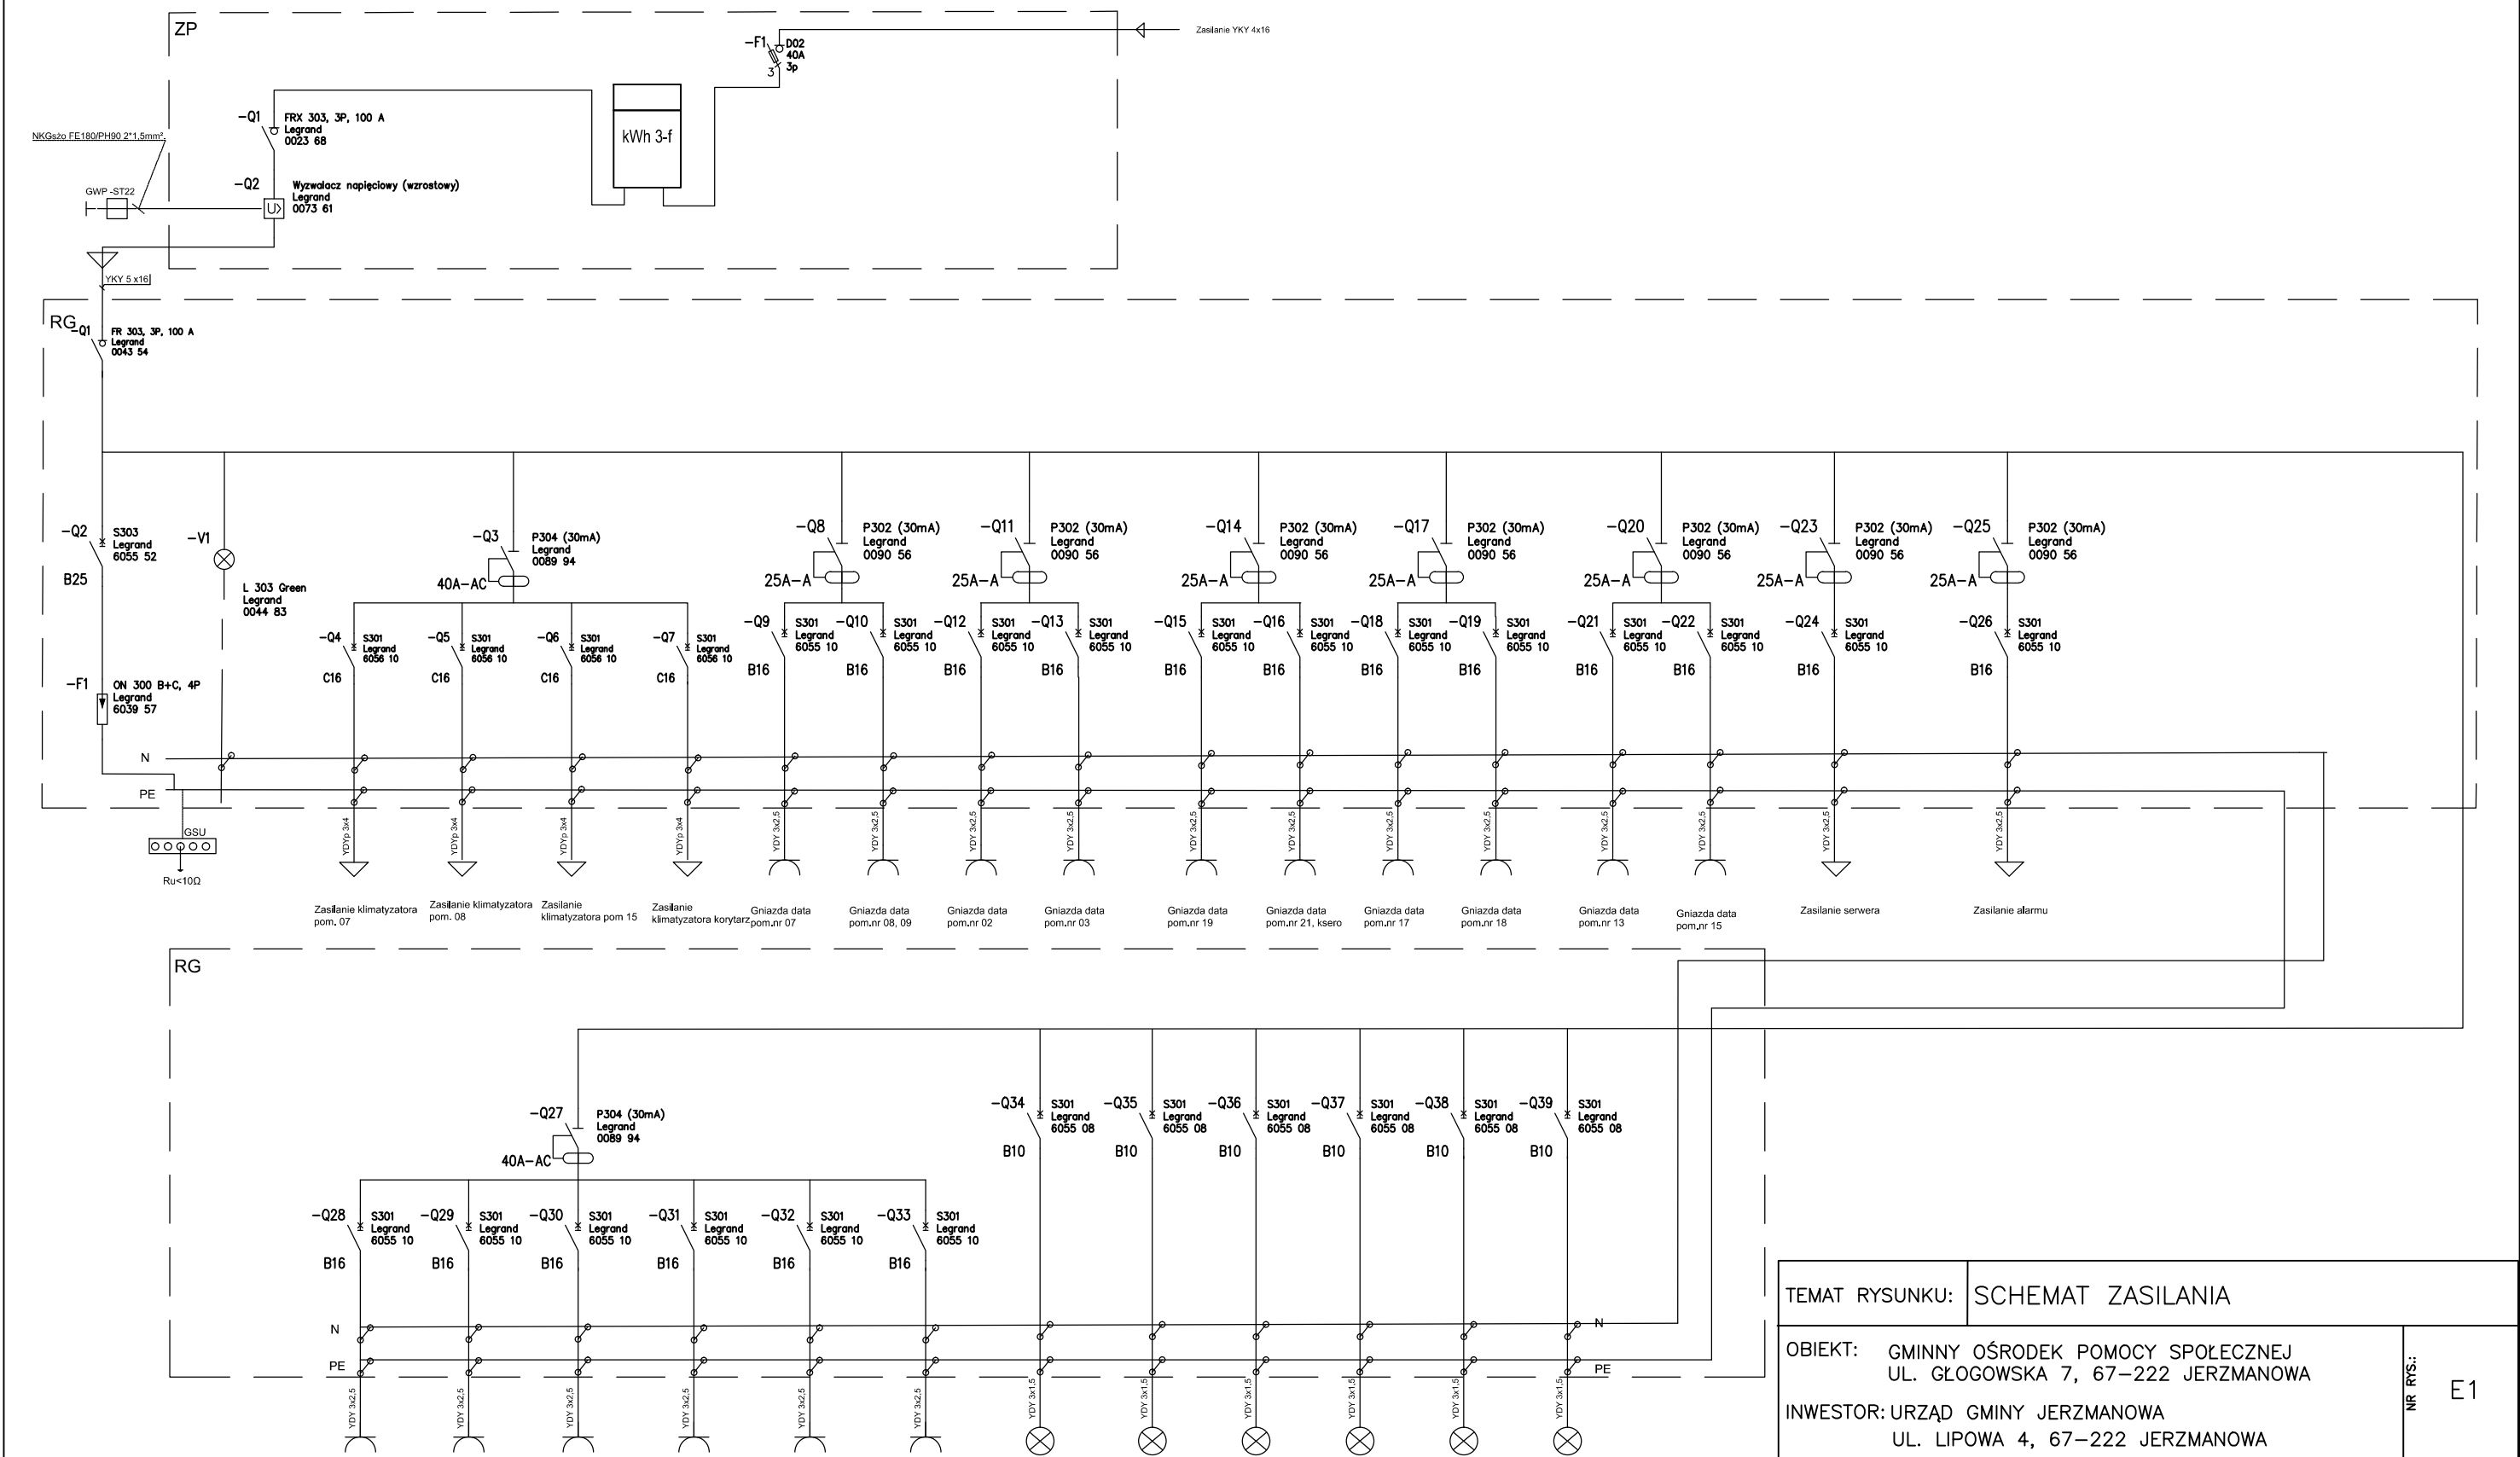 ZP
-F1
D02
40A
3p
3
Zasilanie YKY 4x16
kWh 3-f
-Q1
FRX 303, 3P, 100 A
Legrand
0023 68
NKGsżo FE180/PH90 2*1,5mm².
GWP -ST22
-Q2
Wyzwalacz napięciowy (wzrostowy)
Legrand
0073 61
U>
YKY 5 x16
RG
-Q1
FR 303, 3P, 100 A
Legrand
0043 54
-Q2
S303
Legrand
6055 52
B25
-V1
L 303 Green
Legrand
0044 83
-F1
ON 300 B+C, 4P
Legrand
6039 57
-Q3
P304 (30mA)
Legrand
0089 94
40A-AC
-Q8
P302 (30mA)
Legrand
0090 56
25A-A
-Q11
P302 (30mA)
Legrand
0090 56
25A-A
-Q14
P302 (30mA)
Legrand
0090 56
25A-A
-Q17
P302 (30mA)
Legrand
0090 56
25A-A
-Q20
P302 (30mA)
Legrand
0090 56
25A-A
-Q23
P302 (30mA)
Legrand
0090 56
25A-A
-Q25
P302 (30mA)
Legrand
0090 56
25A-A
-Q4
S301
Legrand
6056 10
C16
-Q5
S301
Legrand
6056 10
C16
-Q6
S301
Legrand
6056 10
C16
-Q7
S301
Legrand
6056 10
C16
-Q9
S301
Legrand
6055 10
B16
-Q10
S301
Legrand
6055 10
B16
-Q12
S301
Legrand
6055 10
B16
-Q13
S301
Legrand
6055 10
B16
-Q15
S301
Legrand
6055 10
B16
-Q16
S301
Legrand
6055 10
B16
-Q18
S301
Legrand
6055 10
B16
-Q19
S301
Legrand
6055 10
B16
-Q21
S301
Legrand
6055 10
B16
-Q22
S301
Legrand
6055 10
B16
-Q24
S301
Legrand
6055 10
B16
-Q26
S301
Legrand
6055 10
B16
N
PE
GSU
Ru<10Ω
YDYp 3x4
YDYp 3x4
YDYp 3x4
YDYp 3x4
YDY 3x2,5
YDY 3x2,5
YDY 3x2,5
YDY 3x2,5
YDY 3x2,5
YDY 3x2,5
YDY 3x2,5
YDY 3x2,5
YDY 3x2,5
YDY 3x2,5
YDY 3x2,5
YDY 3x2,5
Zasilanie klimatyzatora
pom. 07
Zasilanie klimatyzatora
pom. 08
Zasilanie
klimatyzatora pom 15
Zasilanie
klimatyzatora korytarz
Gniazda data
pom.nr 07
Gniazda data
pom.nr 08, 09
Gniazda data
pom.nr 02
Gniazda data
pom.nr 03
Gniazda data
pom.nr 19
Gniazda data
pom.nr 21, ksero
Gniazda data
pom.nr 17
Gniazda data
pom.nr 18
Gniazda data
pom.nr 13
Gniazda data
pom.nr 15
Zasilanie serwera
Zasilanie alarmu
RG
-Q27
P304 (30mA)
Legrand
0089 94
40A-AC
-Q34
S301
Legrand
6055 08
B10
-Q35
S301
Legrand
6055 08
B10
-Q36
S301
Legrand
6055 08
B10
-Q37
S301
Legrand
6055 08
B10
-Q38
S301
Legrand
6055 08
B10
-Q39
S301
Legrand
6055 08
B10
-Q28
S301
Legrand
6055 10
B16
-Q29
S301
Legrand
6055 10
B16
-Q30
S301
Legrand
6055 10
B16
-Q31
S301
Legrand
6055 10
B16
-Q32
S301
Legrand
6055 10
B16
-Q33
S301
Legrand
6055 10
B16
N
N
PE
PE
YDY 3x2,5
YDY 3x2,5
YDY 3x2,5
YDY 3x2,5
YDY 3x2,5
YDY 3x2,5
YDY 3x1,5
YDY 3x1,5
YDY 3x1,5
YDY 3x1,5
YDY 3x1,5
YDY 3x1,5
TEMAT RYSUNKU:
SCHEMAT ZASILANIA
OBIEKT:
GMINNY OŚRODEK POMOCY SPOŁECZNEJ
UL. GŁOGOWSKA 7, 67-222 JERZMANOWA
INWESTOR: URZĄD GMINY JERZMANOWA
UL. LIPOWA 4, 67-222 JERZMANOWA
NR RYS.:
E1